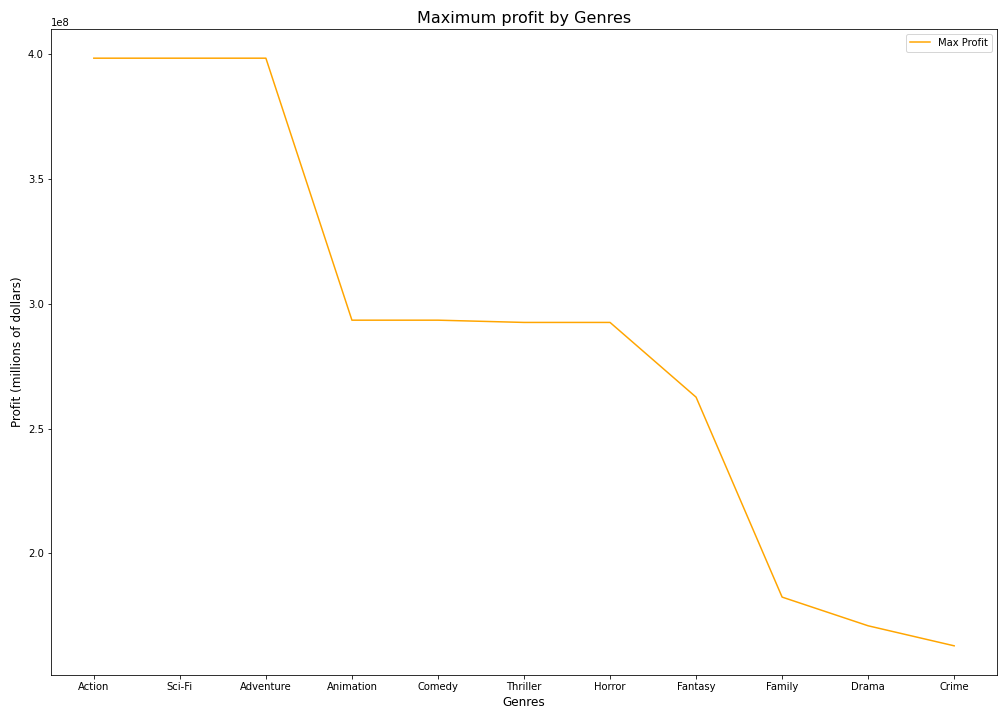 Maximum profit by Genres
1e8
Max Profit
4.0
3.5
3.0
2.5
2.0
Profit (millions of dollars)
Action Sci-Fi Adventure Animation Comedy Thriller Horror Fantasy Family Drama Crime
Genres